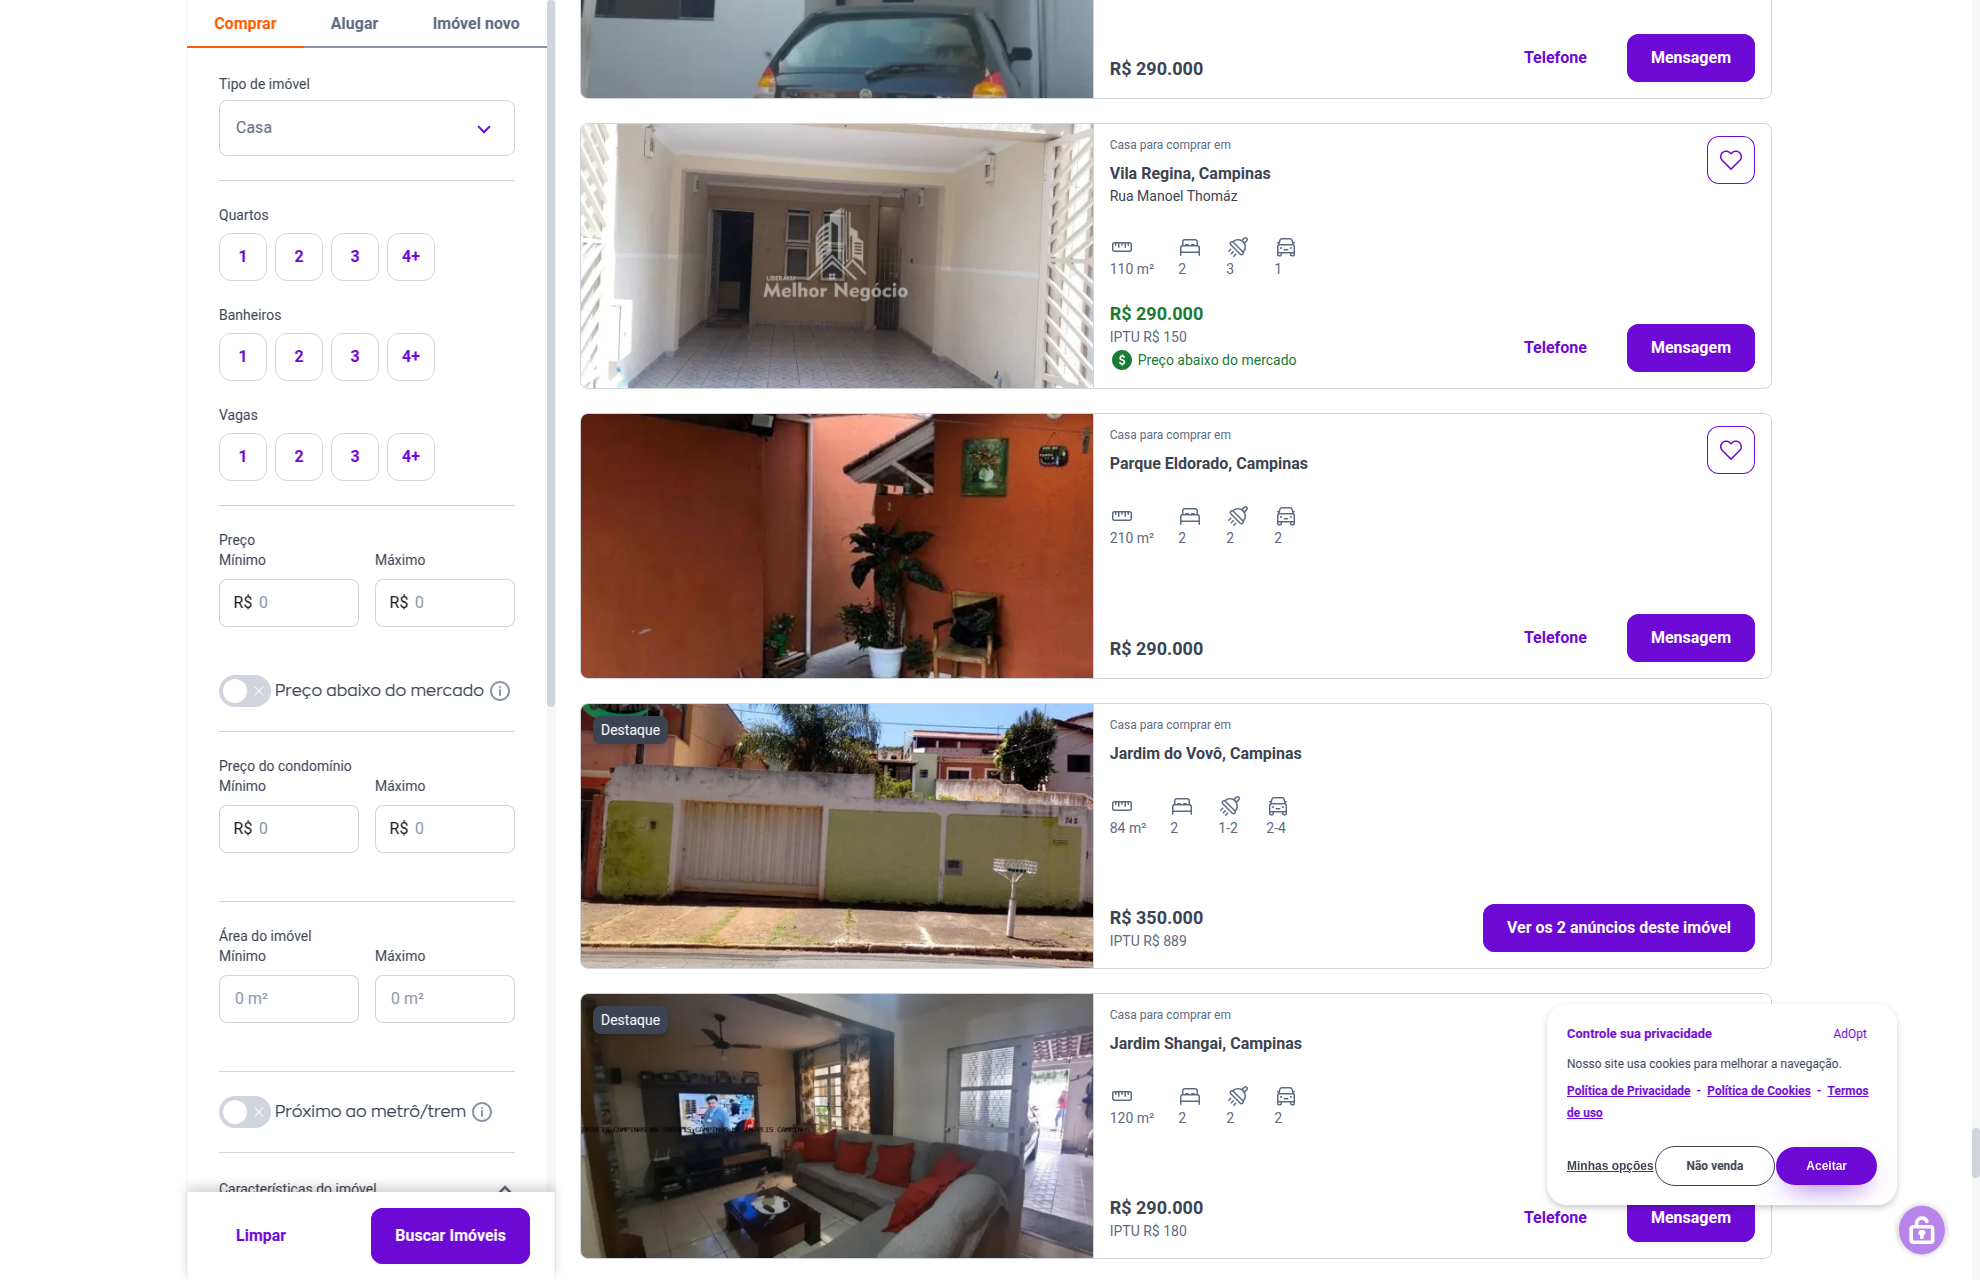 Comprar
Alugar
Imóvel novo
Tipo de imóvel
Casa
Quartos
1
2
3
4+
Banheiros
1
2
3
4+
Vagas
1
2
3
4+
Preço
Mínimo
Máximo
R$ 0
R$ 0
Preço abaixo do mercado
Preço do condomínio
Mínimo
Máximo
R$ 0
R$ 0
Área do imóvel
Mínimo
Máximo
0 m²
0 m²
Próximo ao metrô/trem
Características do imóvel
Limpar
Buscar Imóveis
R$ 290.000
Telefone
Mensagem
Melhor Negócio
Casa para comprar em
Vila Regina, Campinas
Rua Manoel Thomáz
110 m²
2
3
1
R$ 290.000
IPTU R$ 150
Preço abaixo do mercado
Telefone
Mensagem
Casa para comprar em
Parque Eldorado, Campinas
210 m²
2
2
2
R$ 290.000
Telefone
Mensagem
Destaque
Casa para comprar em
Jardim do Vovô, Campinas
84 m²
2
1-2
2-4
R$ 350.000
IPTU R$ 889
Ver os 2 anúncios deste imóvel
Destaque
Casa para comprar em
Jardim Shangai, Campinas
120 m²
2
2
2
R$ 290.000
IPTU R$ 180
Telefone
Mensagem
Controle sua privacidade
AdOpt
Nosso site usa cookies para melhorar a navegação.
Política de Privacidade - Política de Cookies - Termos
de uso
Minhas opções
Não venda
Aceitar